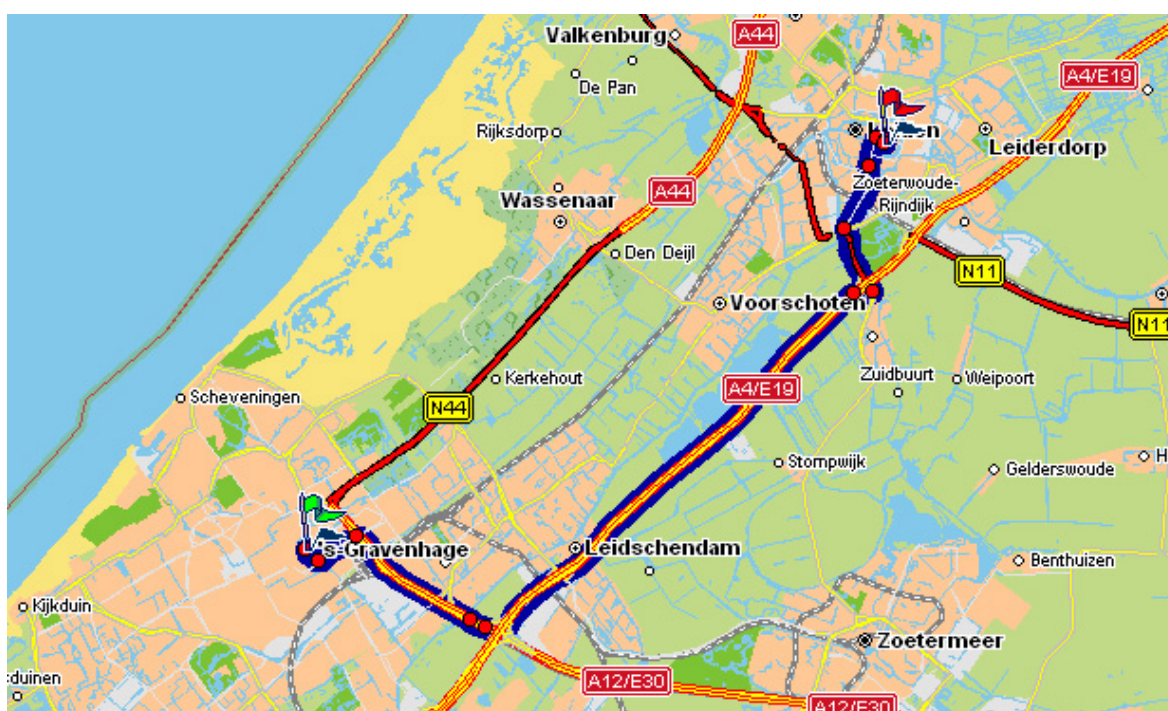 Valkenburg
A44
De Pan
A4/E19
Rijksdorp
Leiderdorp
Wassenaar
A44
Zoeterwoude-
Rijndijk
Den Deijl
N11
Voorschoten
N11
Kerkehout
Zuidbuurt
Weipoort
A4/E19
Scheveningen
N44
Stompwijk
Gelderswoude
H
's-Gravenhage
Leidschendam
Benthuizen
Kijkduin
Zoetermeer
duinen
A12/E30
A12/E30